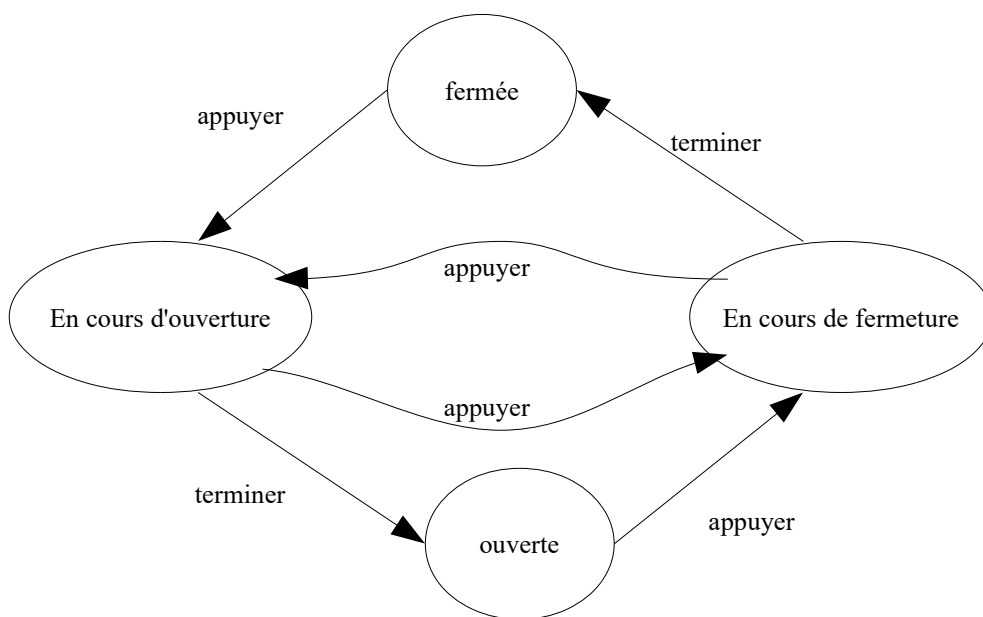 fermée
appuyer
terminer
appuyer
En cours d'ouverture
En cours de fermeture
appuyer
terminer
appuyer
ouverte